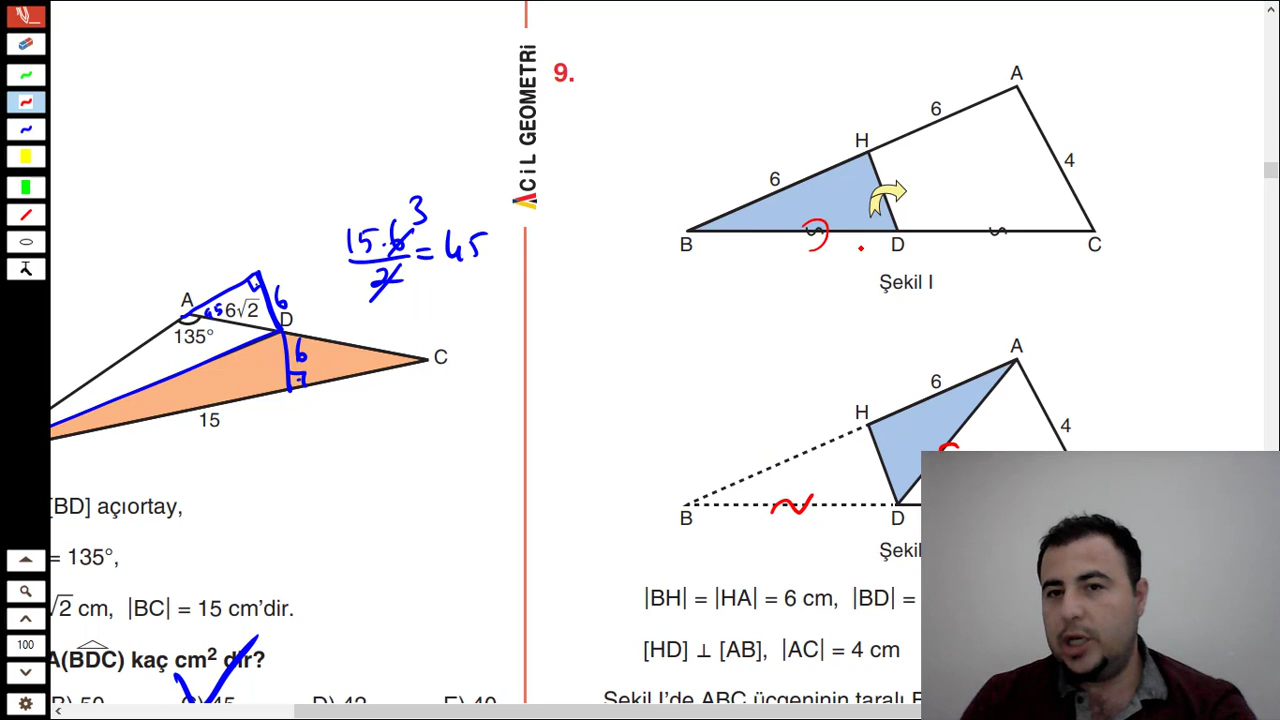 ACİL GEOMETRİ
15·6 3
2
= 45
A
45
6√2
6
D
135°
6
C
15
[BD] açıortay,
= 135°,
√2 cm, |BC| = 15 cm'dir.
A(BDC) kaç cm² dir?
100
9.
A
6
H
4
6
B
D
C
Şekil I
A
6
H
4
B
D
Şekil
|BH| = |HA| = 6 cm, |BD| =
[HD] ⊥ [AB], |AC| = 4 cm